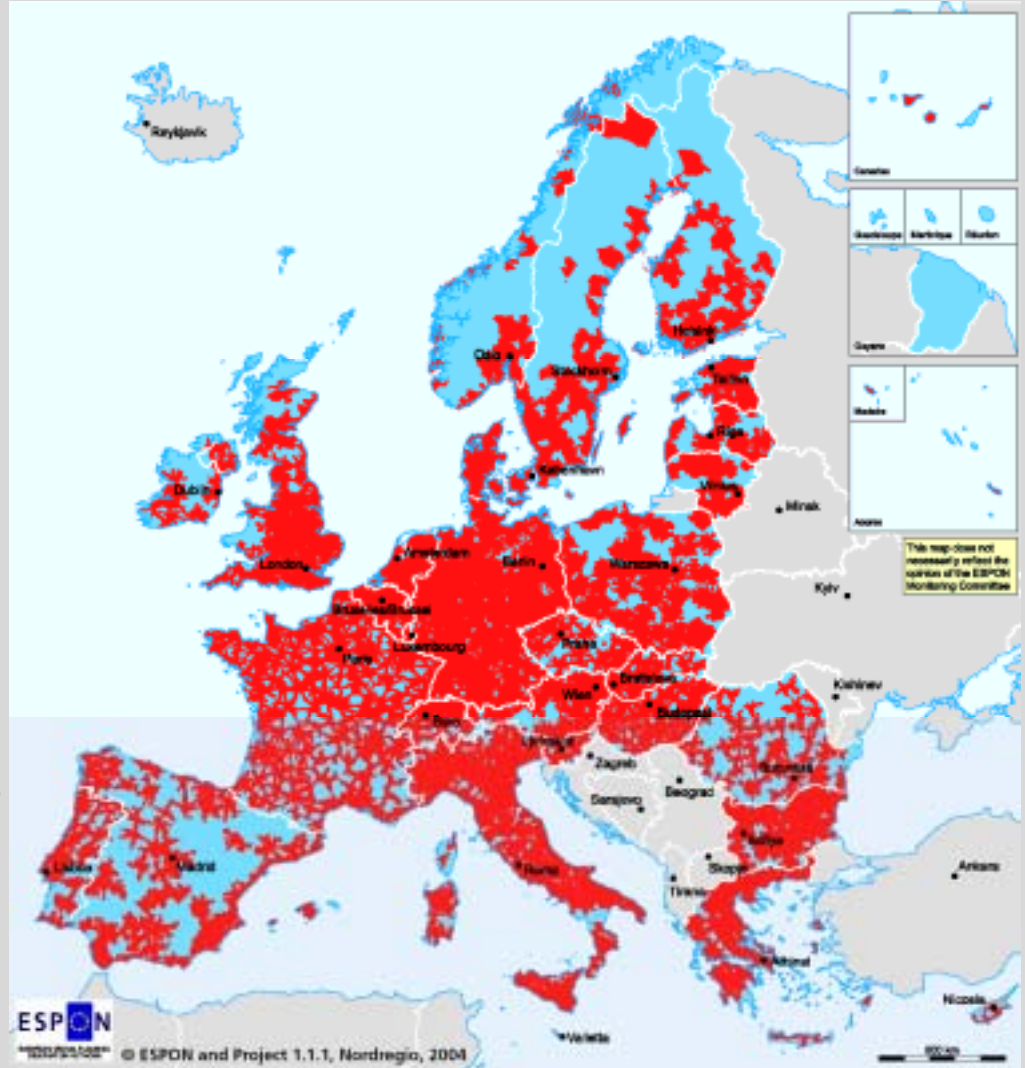 Reykjavik
Canarias
Guadeloupe
Martinique
Réunion
Guyane
Helsinki
Oslo
Stockholm
Tallinn
Madeira
Riga
København
Dublin
Vilnius
Minsk
Acores
Amsterdam
Berlin
Warszawa
London
This map does not
necessarily reflect the
opinion of the ESPON
Monitoring Committee
Kyiv
Bruxelles/Brussel
Luxembourg
Praha
Paris
Bratislava
Wien
Kishinev
Budapest
Bern
Ljubljana
Zagreb
Bucuresti
Beograd
Sarajevo
Sofiya
Skopje
Ankara
Lisboa
Madrid
Roma
Tirana
Athinai
Nicosia
ESPON
Valletta
© ESPON and Project 1.1.1, Nordregio, 2004